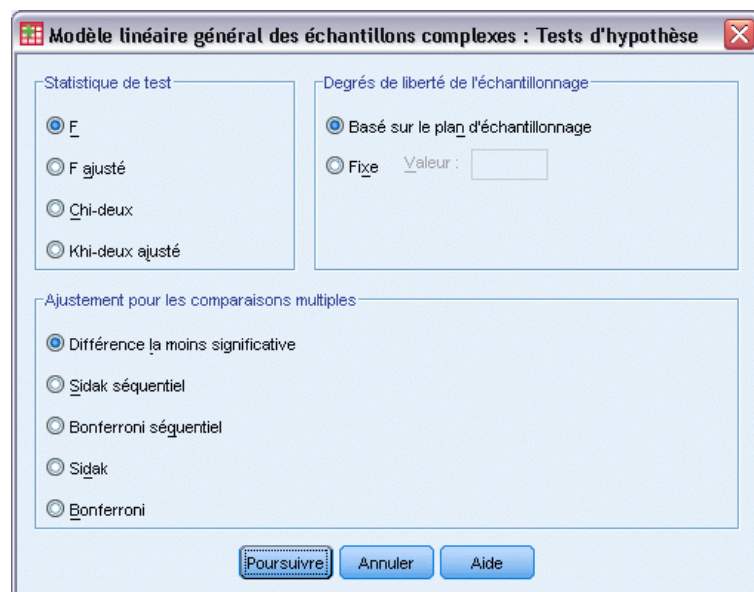 Modèle linéaire général des échantillons complexes : Tests d'hypothèse
Statistique de test
F
F ajusté
Chi-deux
Khi-deux ajusté
Degrés de liberté de l'échantillonnage
Basé sur le plan d'échantillonnage
Fixe Valeur :
Ajustement pour les comparaisons multiples
Différence la moins significative
Sidak séquentiel
Bonferroni séquentiel
Sidak
Bonferroni
Poursuivre Annuler Aide